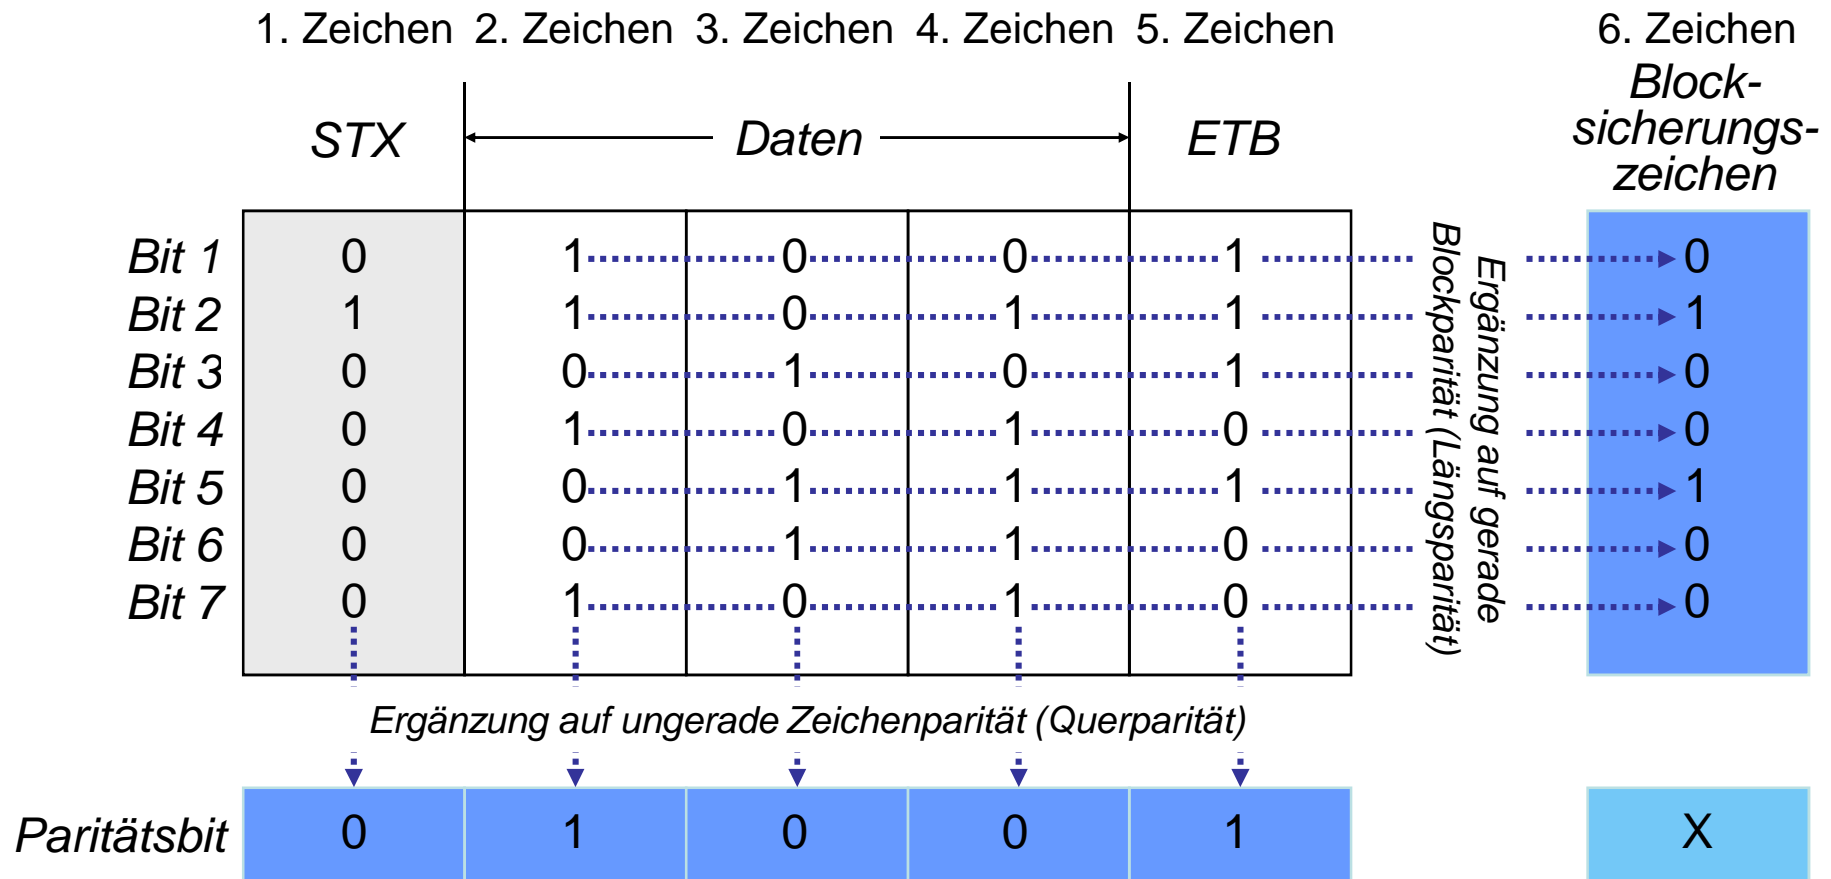 1. Zeichen 2. Zeichen 3. Zeichen 4. Zeichen 5. Zeichen 6. Zeichen
STX Daten ETB Block-
sicherungs-
zeichen
Bit 1 0 1 0 0 1 0
Bit 2 1 1 0 1 1 1
Bit 3 0 0 1 0 1 0
Bit 4 0 1 0 1 0 0
Bit 5 0 0 1 1 1 1
Bit 6 0 0 1 1 0 0
Bit 7 0 1 0 1 0 0
Ergänzung auf gerade
Blockparität (Längsparität)
Ergänzung auf ungerade Zeichenparität (Querparität)
Paritätsbit 0 1 0 0 1 X